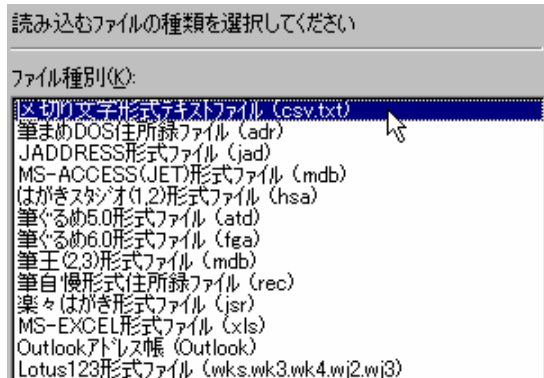 読み込むファイルの種類を選択してください
ファイル種別(K):
区切り文字形式テキストファイル (csv.txt)
筆まめDOS住所録ファイル (adr)
JADDRESS形式ファイル (jad)
MS-ACCESS(JET)形式ファイル (mdb)
はがきスタジオ(1,2)形式ファイル (hsa)
筆ぐるめ5.0形式ファイル (atd)
筆ぐるめ6.0形式ファイル (fga)
筆王(2,3)形式ファイル (mdb)
筆自慢形式住所録ファイル (rec)
楽々はがき形式ファイル (jsr)
MS-EXCEL形式ファイル (xls)
Outlookアドレス帳 (Outlook)
Lotus123形式ファイル (wks.wk3.wk4.wj2.wj3)